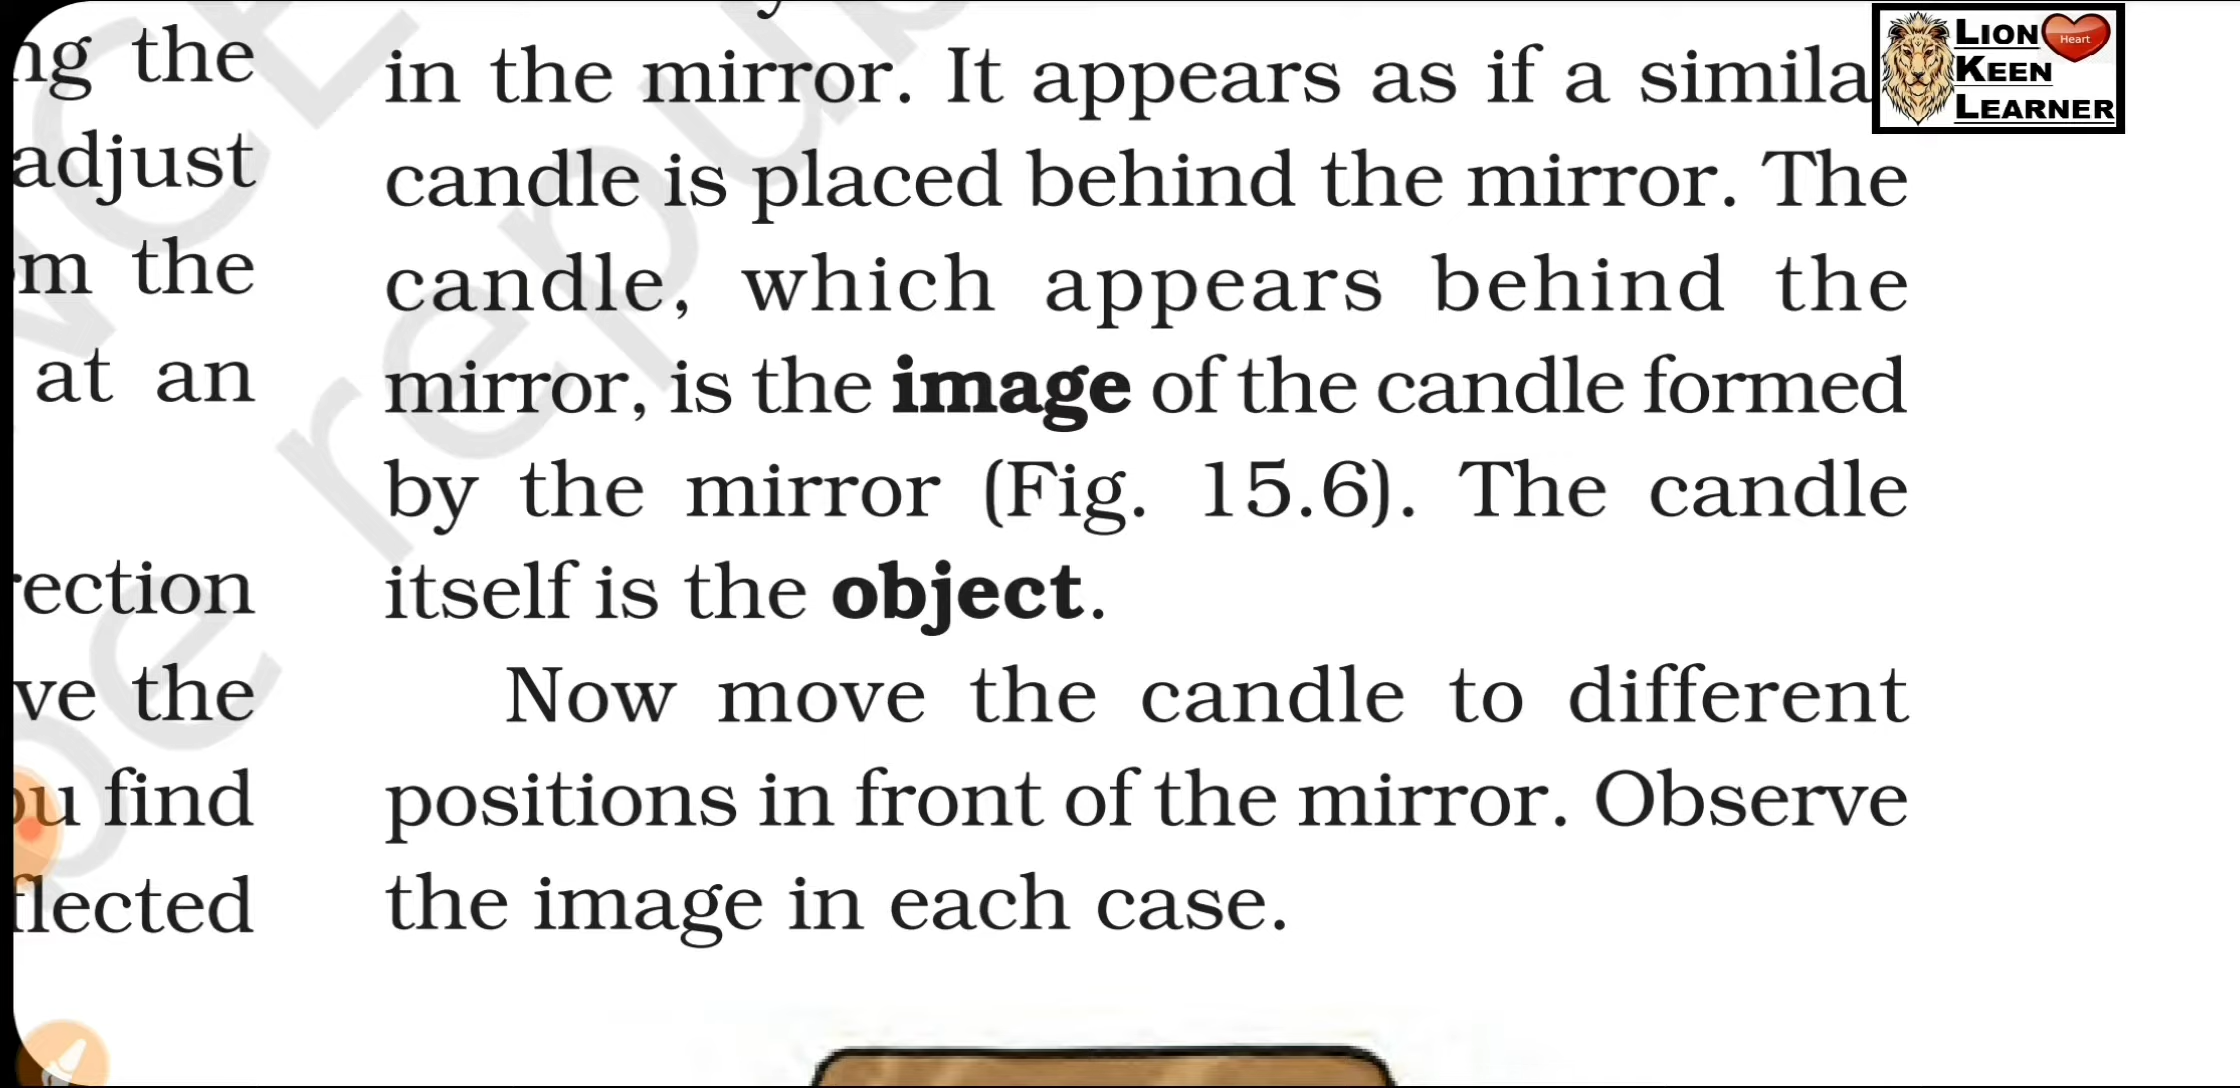 ng the
adjust
m the
at an
ection
ve the
ou find
flected
in the mirror. It appears as if a simila
candle is placed behind the mirror. The
candle, which appears behind the
mirror, is the image of the candle formed
by the mirror (Fig. 15.6). The candle
itself is the object.
Now move the candle to different
positions in front of the mirror. Observe
the image in each case.
LION Heart
KEEN
LEARNER